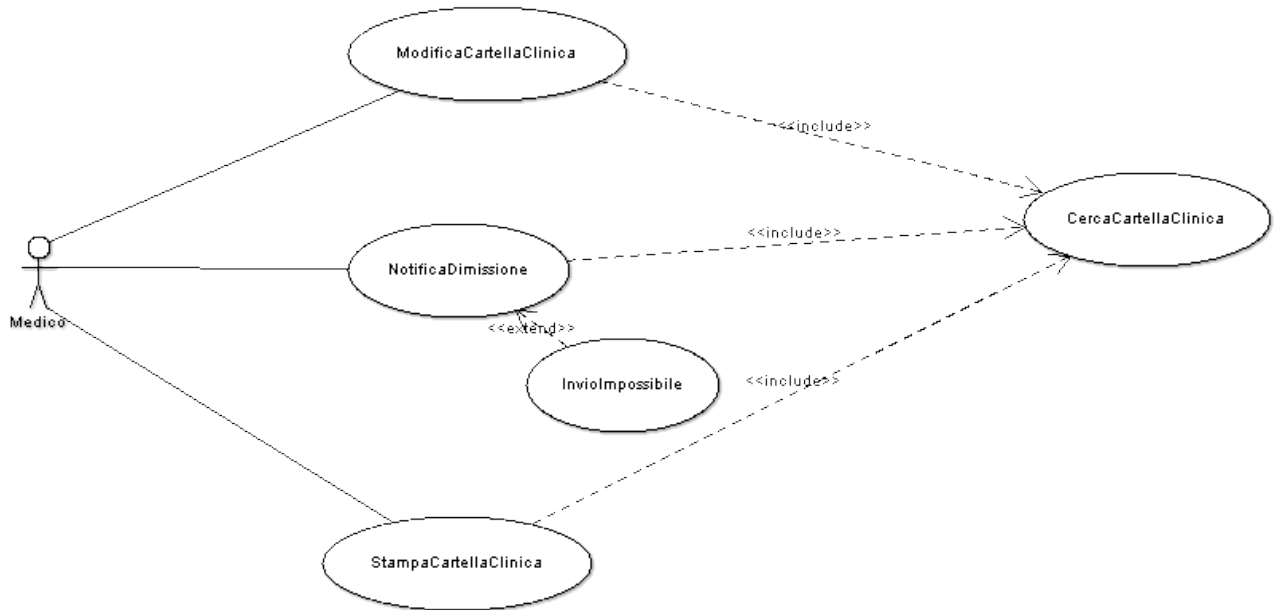 ModificaCartellaClinica
<<include>>
CercaCartellaClinica
<<include>>
NotificaDimissione
Medico
<<extend>>
InvioImpossibile
<<include>>
StampaCartellaClinica